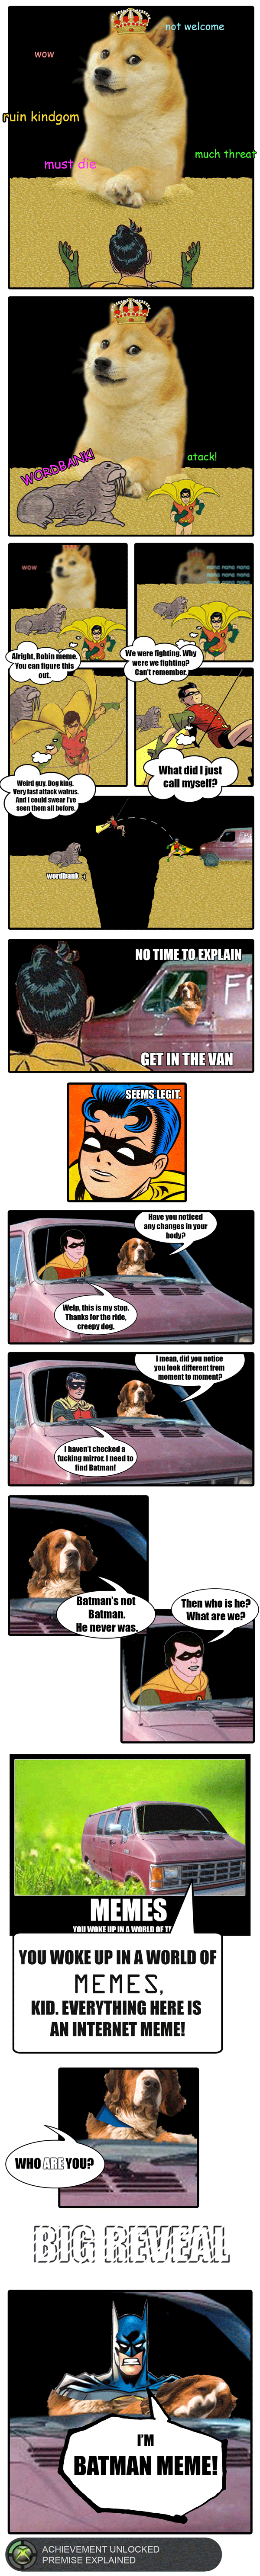 not welcome
wow
ruin kindgom
much threat
must die
WORDBANK!
atack!
wow
nana nana nana
nana nana nana
Alright, Robin meme.
You can figure this
out.
We were fighting. Why
were we fighting?
Can't remember.
What did I just
call myself?
Weird guy. Dog king.
Very fast attack walrus.
And I could swear I've
seen them all before.
wordbank :(
NO TIME TO EXPLAIN
GET IN THE VAN
SEEMS LEGIT.
Have you noticed
any changes in your
body?
Welp, this is my stop.
Thanks for the ride,
creepy dog.
I mean, did you notice
you look different from
moment to moment?
I haven't checked a
fucking mirror. I need to
find Batman!
Batman's not
Batman.
He never was.
Then who is he?
What are we?
MEMES
YOU WOKE UP IN A WORLD OF
YOU WOKE UP IN A WORLD OF
MEMES,
KID. EVERYTHING HERE IS
AN INTERNET MEME!
WHO ARE YOU?
BIG REVEAL
I'M
BATMAN MEME!
ACHIEVEMENT UNLOCKED
PREMISE EXPLAINED